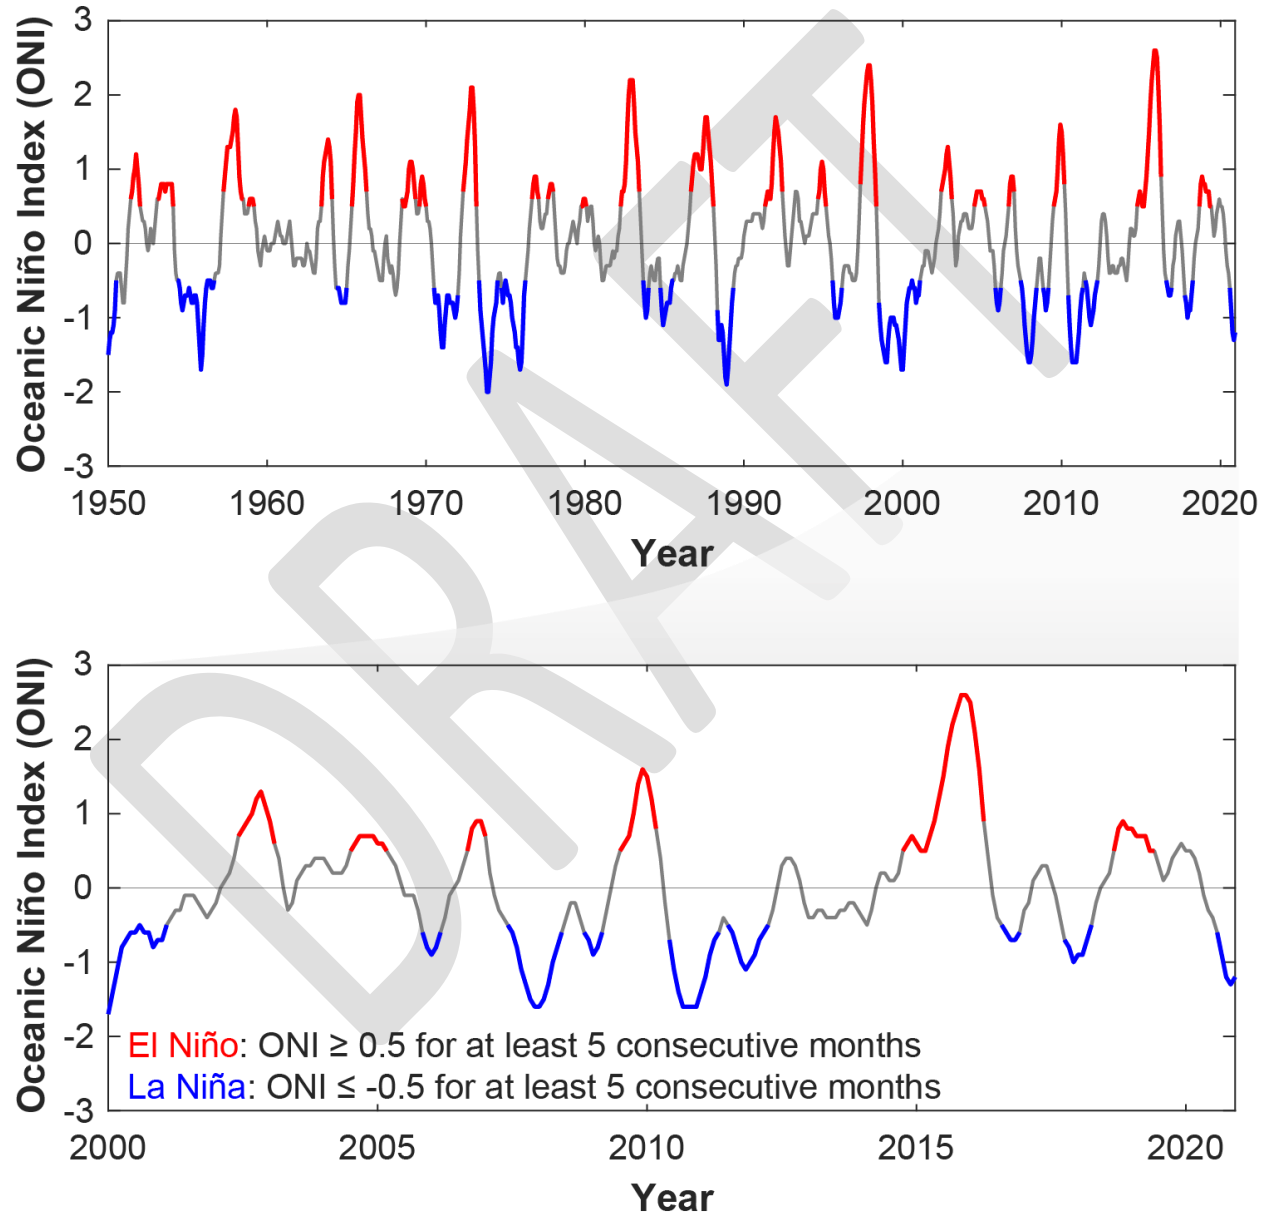 Oceanic Niño Index (ONI)
3
2
1
0
-1
-2
-3
1950 1960 1970 1980 1990 2000 2010 2020
Year
DRAFT
Oceanic Niño Index (ONI)
3
2
1
0
-1
-2
-3
El Niño: ONI ≥ 0.5 for at least 5 consecutive months
La Niña: ONI ≤ -0.5 for at least 5 consecutive months
2000 2005 2010 2015 2020
Year